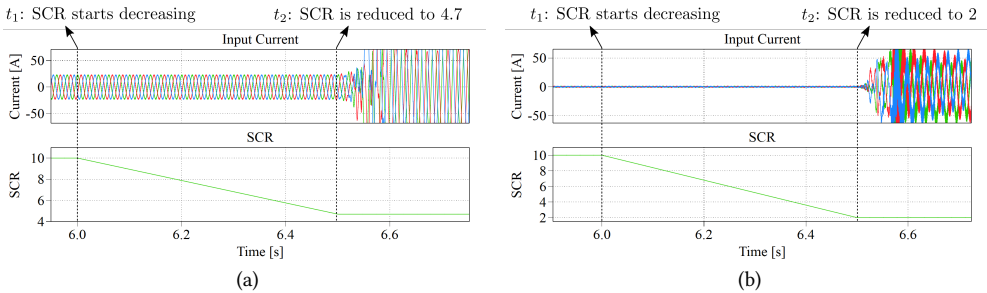 t₁: SCR starts decreasing
t₂: SCR is reduced to 4.7
Input Current
Current [A]
50
0
-50
SCR
SCR
10
8
6
4
6.0
6.2
6.4
6.6
Time [s]
(a)
t₁: SCR starts decreasing
t₂: SCR is reduced to 2
Input Current
Current [A]
50
0
-50
SCR
SCR
10
8
6
4
2
6.0
6.2
6.4
6.6
Time [s]
(b)